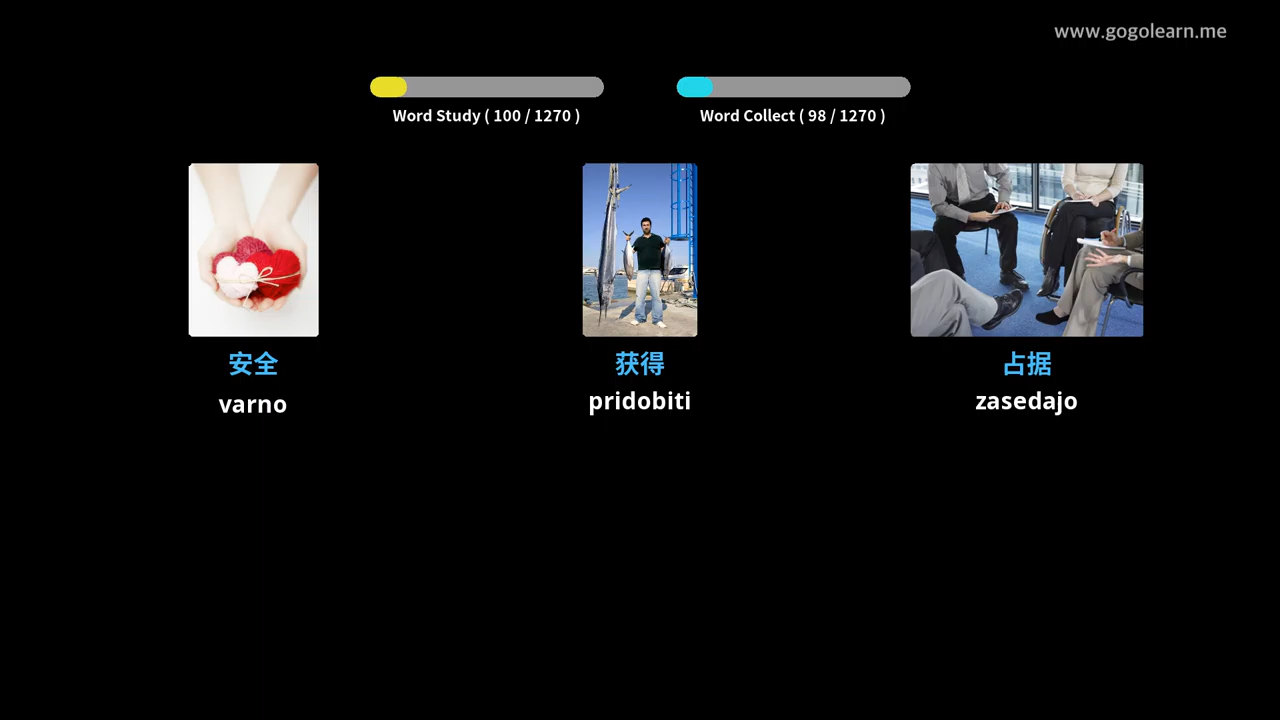 www.gogolearn.me
Word Study ( 100 / 1270 )
Word Collect ( 98 / 1270 )
安全
varno
获得
pridobiti
占据
zasedajo